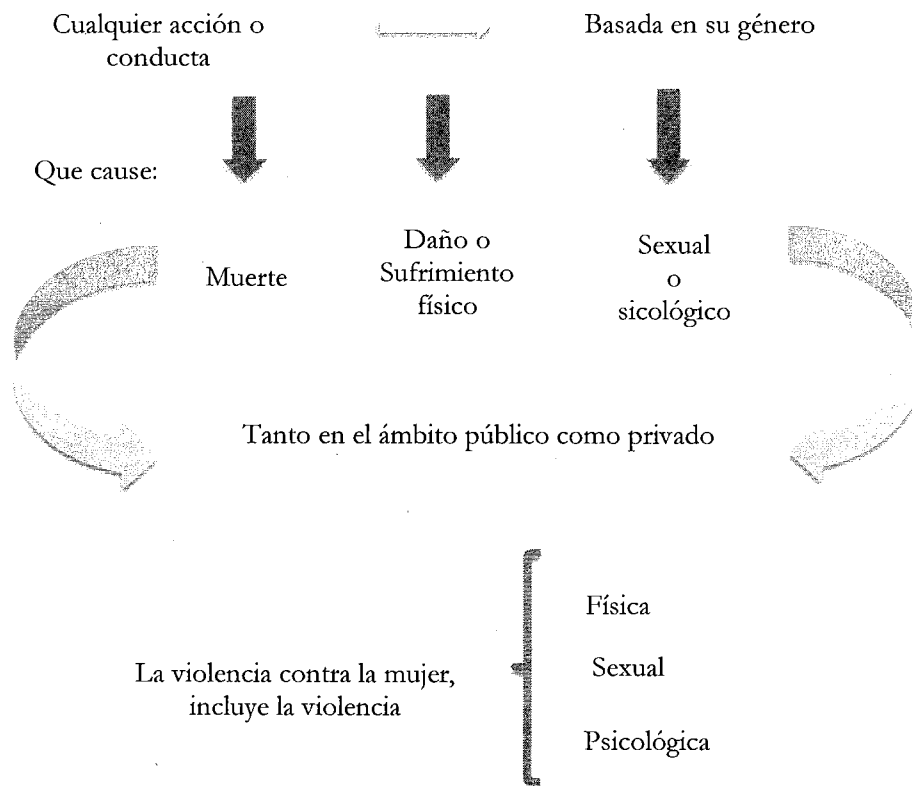 Cualquier acción o
conducta
Basada en su género
Que cause:
Muerte
Daño o
Sufrimiento
físico
Sexual
o
sicológico
Tanto en el ámbito público como privado
La violencia contra la mujer,
incluye la violencia
Física
Sexual
Psicológica